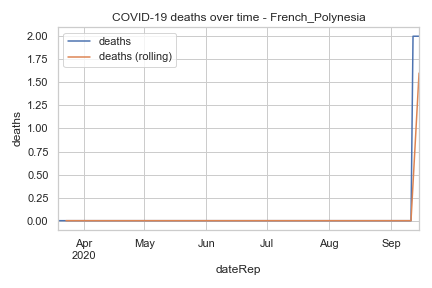 COVID-19 deaths over time - French_Polynesia
deaths
deaths (rolling)
2.00
1.75
1.50
1.25
1.00
0.75
0.50
0.25
0.00
deaths
Apr
2020
May
Jun
Jul
Aug
Sep
dateRep